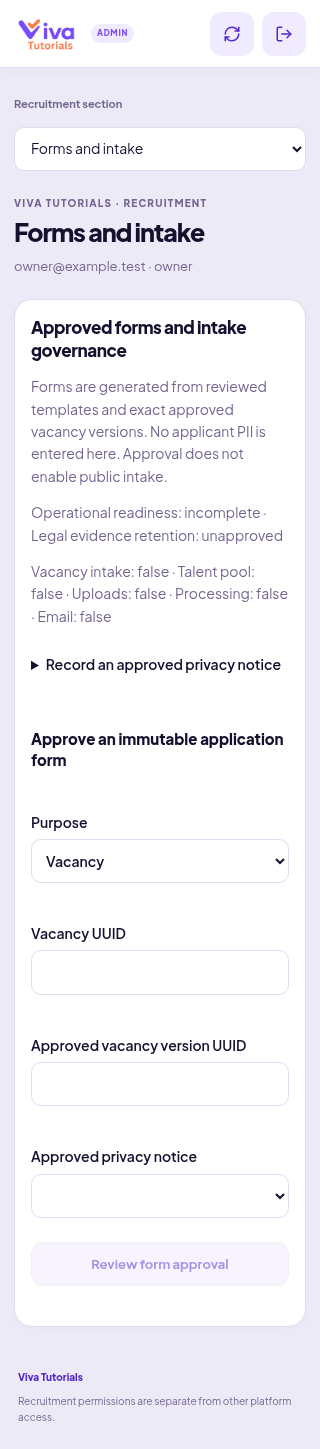 Viva
Tutorials
ADMIN
Recruitment section
Forms and intake
VIVA TUTORIALS · RECRUITMENT
Forms and intake
owner@example.test · owner
Approved forms and intake
governance
Forms are generated from reviewed
templates and exact approved
vacancy versions. No applicant PII is
entered here. Approval does not
enable public intake.
Operational readiness: incomplete ·
Legal evidence retention: unapproved
Vacancy intake: false · Talent pool:
false · Uploads: false · Processing: false
· Email: false
Record an approved privacy notice
Approve an immutable application
form
Purpose
Vacancy
Vacancy UUID
Approved vacancy version UUID
Approved privacy notice
Review form approval
Viva Tutorials
Recruitment permissions are separate from other platform
access.